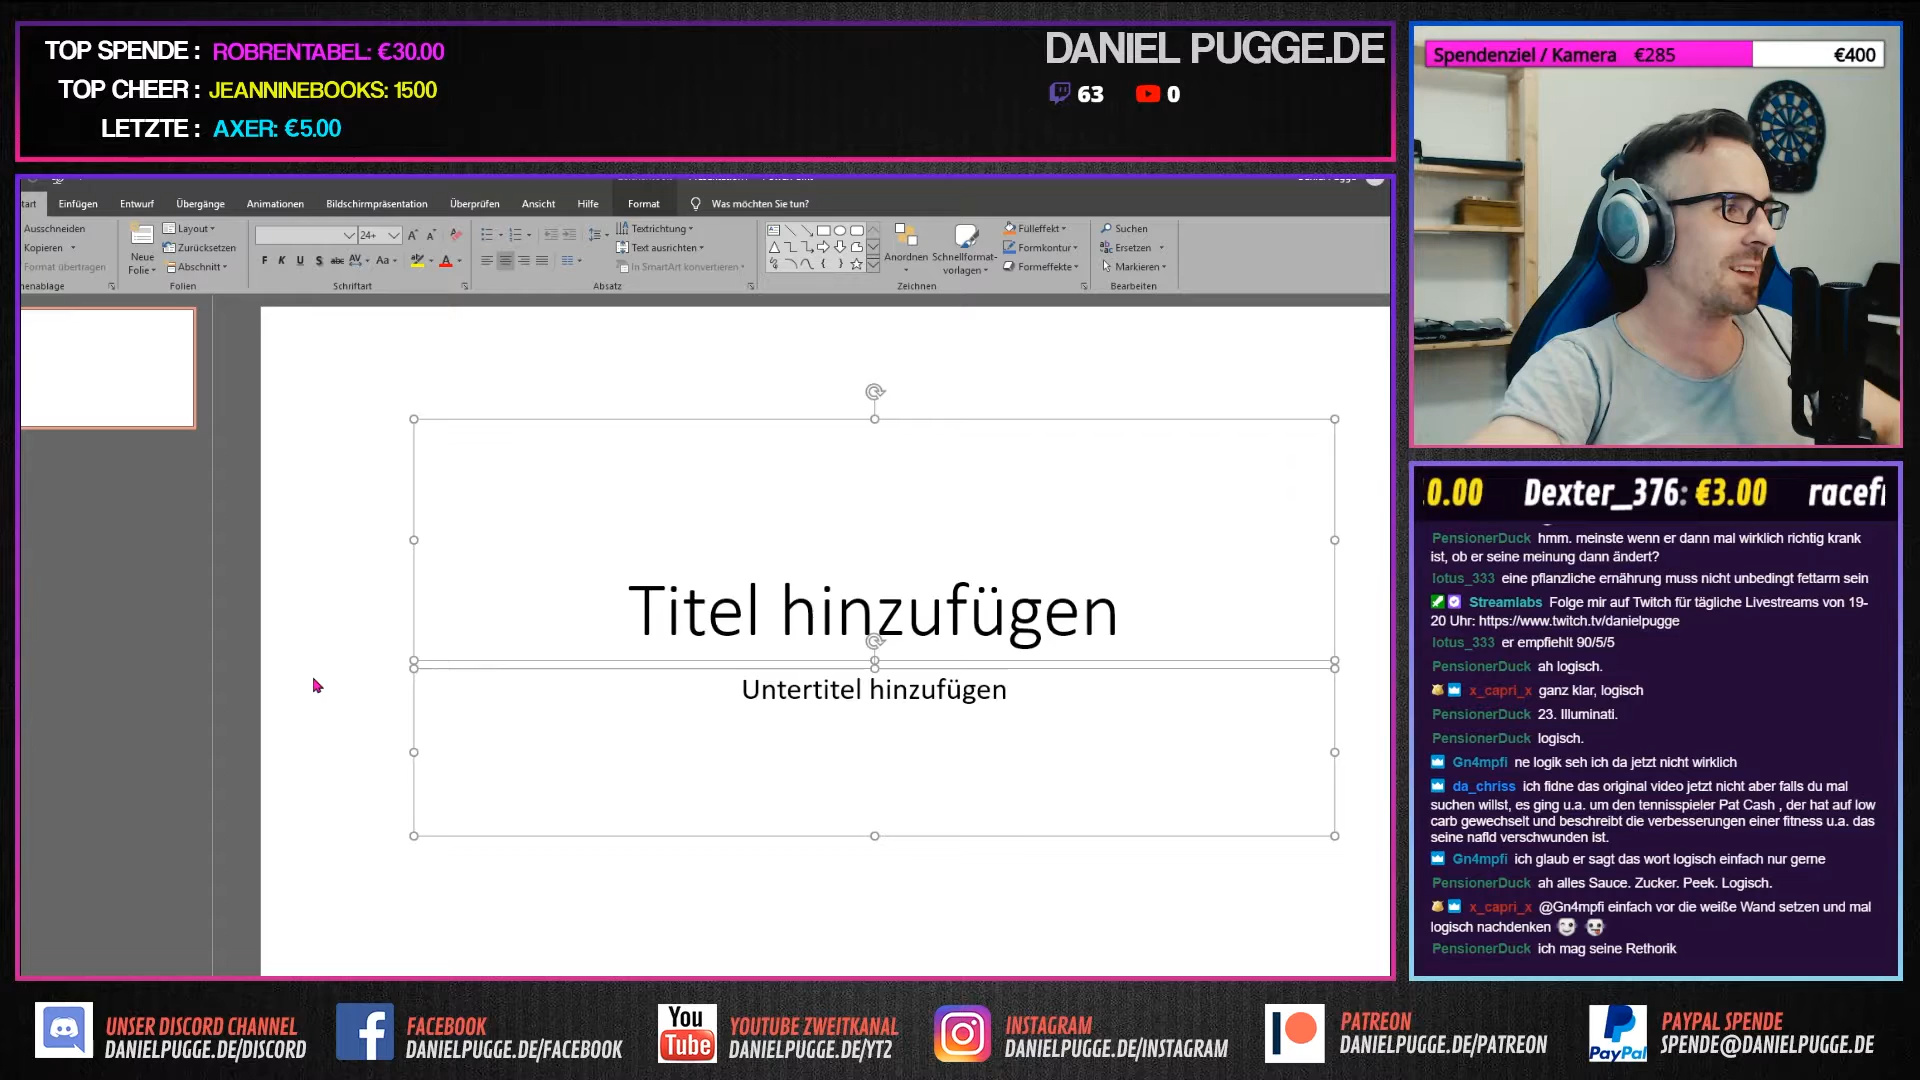 TOP SPENDE : ROBRENTABEL: €30.00
TOP CHEER : JEANNINEBOOKS: 1500
LETZTE : AXER: €5.00
DANIEL PUGGE.DE
63 0
Spendenziel / Kamera €285 €400
tart Einfügen Entwurf Übergänge Animationen Bildschirmpräsentation Überprüfen Ansicht Hilfe Format Was möchten Sie tun?
Ausschneiden
Kopieren
Format übertragen
nenablage
Neue
Folie
Layout
Zurücksetzen
Abschnitt
Folien
24+
F K U S abc AV Aa
Schriftart
Textrichtung
Text ausrichten
In SmartArt konvertieren
Absatz
Anordnen
Schnellformat-
vorlagen
Fülleffekt
Formkontur
Formeffekte
Zeichnen
Suchen
Ersetzen
Markieren
Bearbeiten
Titel hinzufügen
Untertitel hinzufügen
0.00 Dexter_376: €3.00 racef
PensionerDuck hmm. meinste wenn er dann mal wirklich richtig krank
ist, ob er seine meinung dann ändert?
lotus_333 eine pflanzliche ernährung muss nicht unbedingt fettarm sein
Streamlabs Folge mir auf Twitch für tägliche Livestreams von 19-
20 Uhr: https://www.twitch.tv/danielpugge
lotus_333 er empfiehlt 90/5/5
PensionerDuck ah logisch.
x_capri_x ganz klar, logisch
PensionerDuck 23. Illuminati.
PensionerDuck logisch.
Gn4mpfi ne logik seh ich da jetzt nicht wirklich
da_chriss ich fidne das original video jetzt nicht aber falls du mal
suchen willst, es ging u.a. um den tennisspieler Pat Cash , der hat auf low
carb gewechselt und beschreibt die verbesserungen einer fitness u.a. das
seine nafld verschwunden ist.
Gn4mpfi ich glaub er sagt das wort logisch einfach nur gerne
PensionerDuck ah alles Sauce. Zucker. Peek. Logisch.
x_capri_x @Gn4mpfi einfach vor die weiße Wand setzen und mal
logisch nachdenken
PensionerDuck ich mag seine Rethorik
UNSER DISCORD CHANNEL
DANIELPUGGE.DE/DISCORD
FACEBOOK
DANIELPUGGE.DE/FACEBOOK
You
Tube
YOUTUBE ZWEITKANAL
DANIELPUGGE.DE/YT2
INSTAGRAM
DANIELPUGGE.DE/INSTAGRAM
PATREON
DANIELPUGGE.DE/PATREON
PayPal
PAYPAL SPENDE
SPENDE@DANIELPUGGE.DE